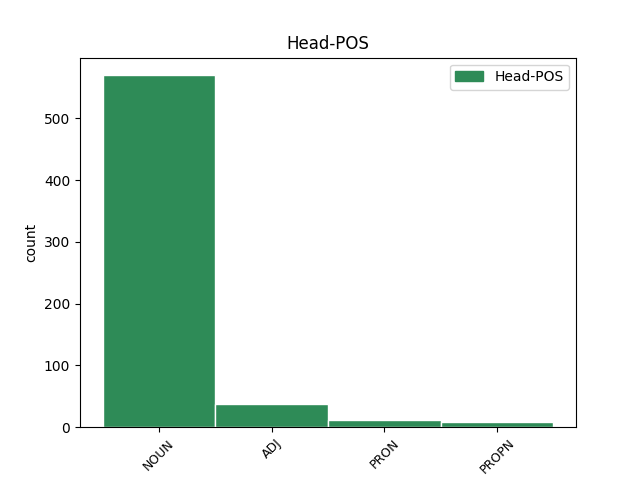 Head-POS
Head-POS
500
400
300
200
100
0
count
NOUN
ADJ
PRON
PROPN